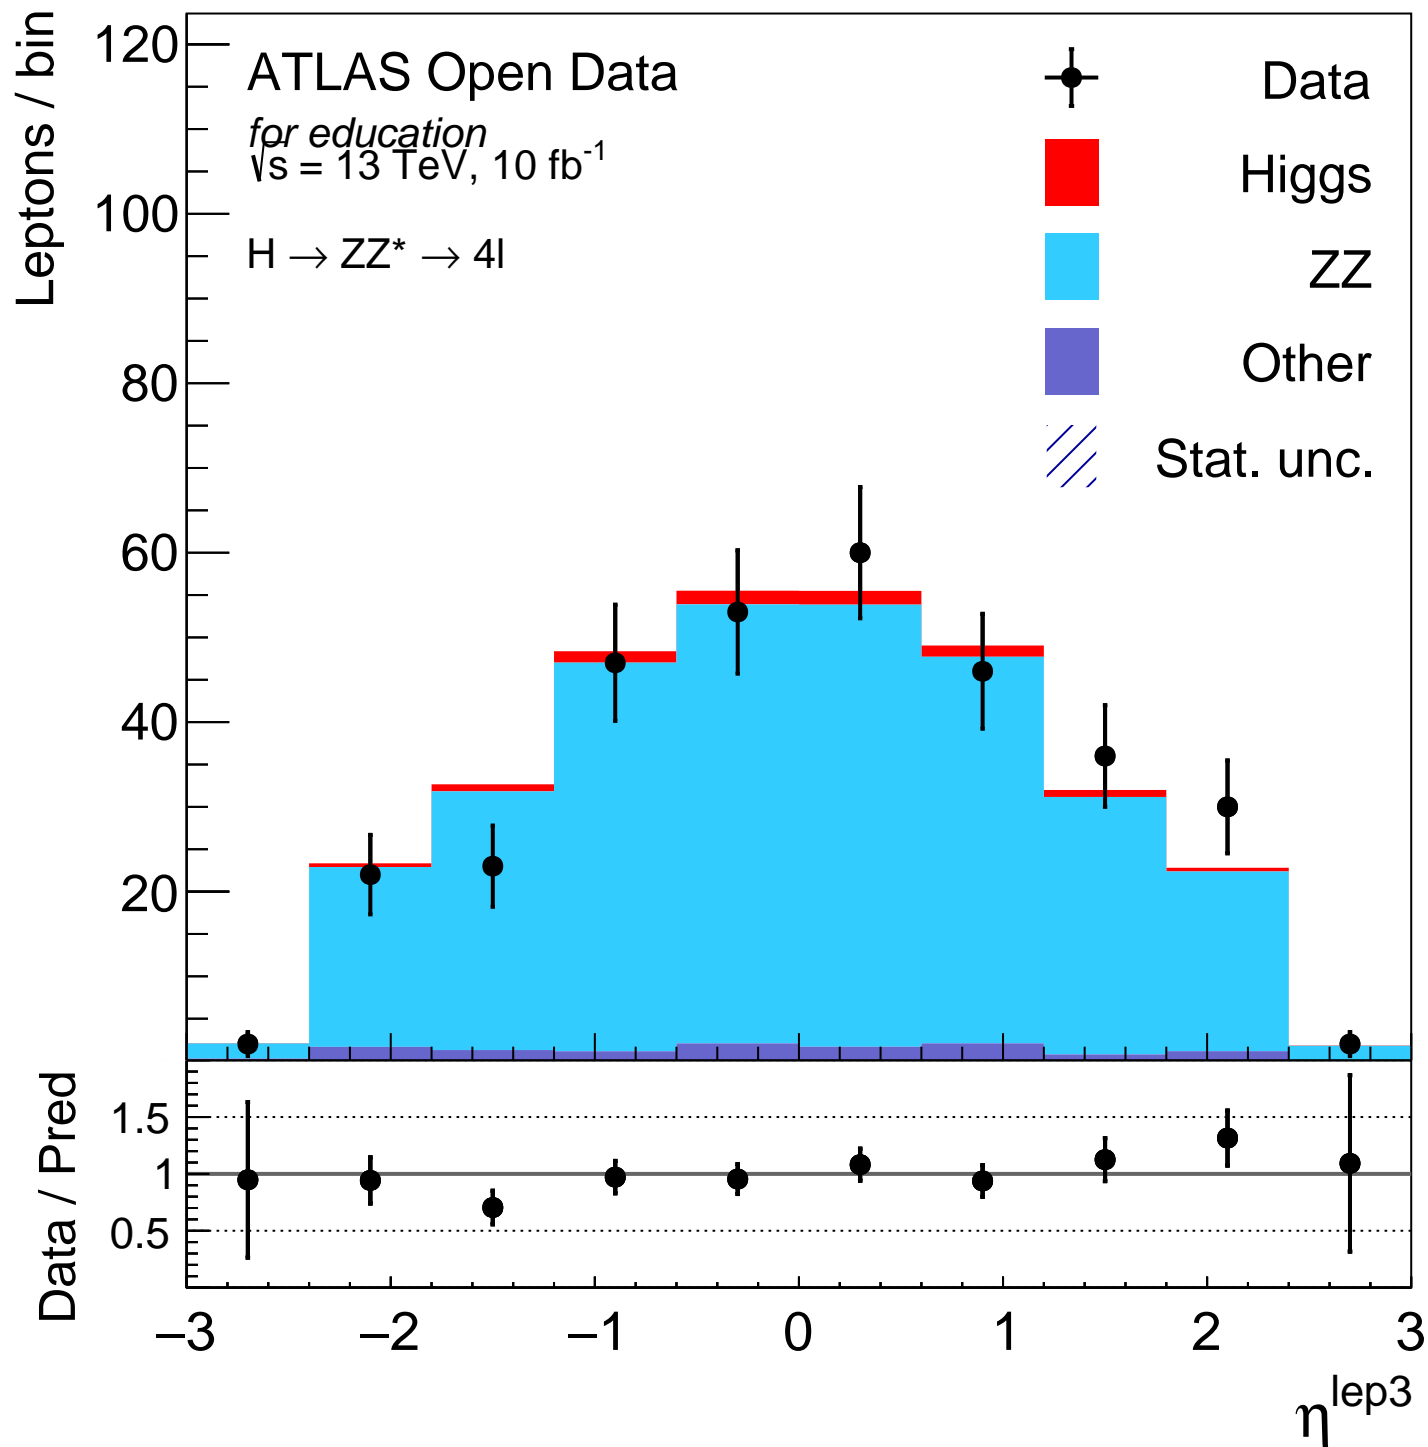 Leptons / bin
120
100
80
60
40
20
ATLAS Open Data
for education
√s = 13 TeV, 10 fb-1
H → ZZ* → 4l
Data
Higgs
ZZ
Other
Stat. unc.
Data / Pred
1.5
1
0.5
–3 –2 –1 0 1 2 3
ηlep3